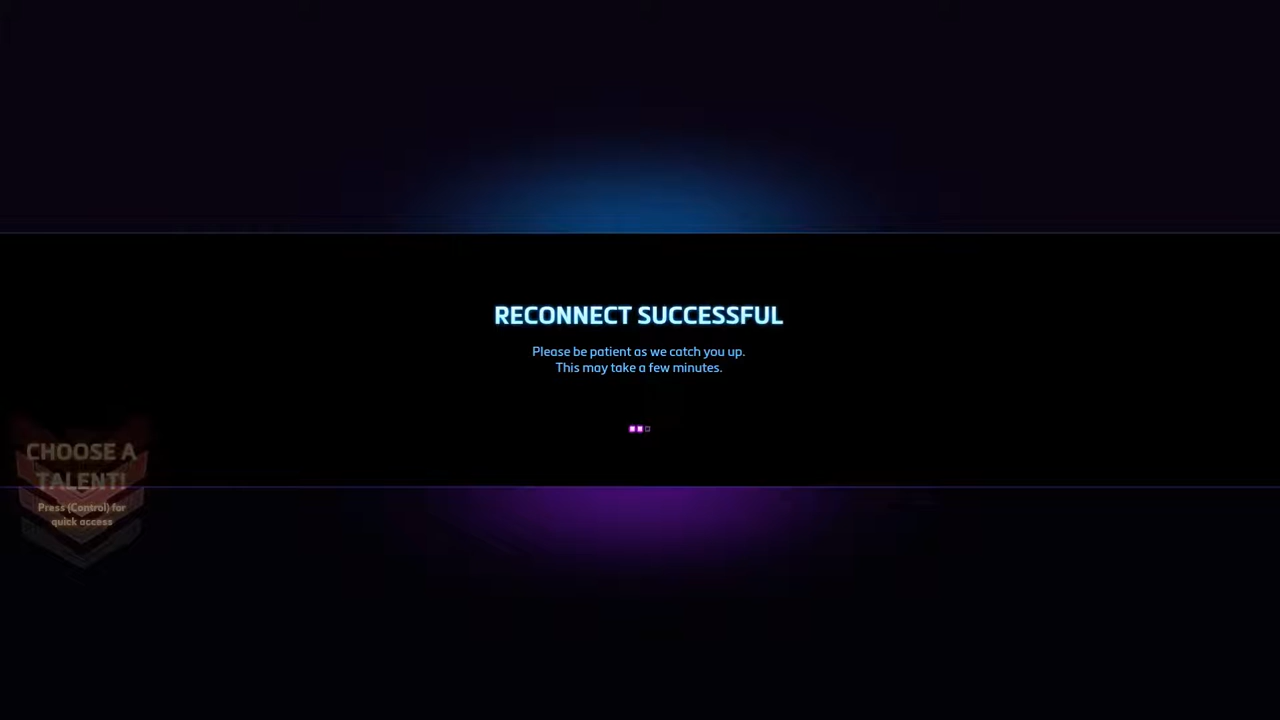 RECONNECT SUCCESSFUL
Please be patient as we catch you up.
This may take a few minutes.
CHOOSE A
TALENT!
Press (Control) for
quick access